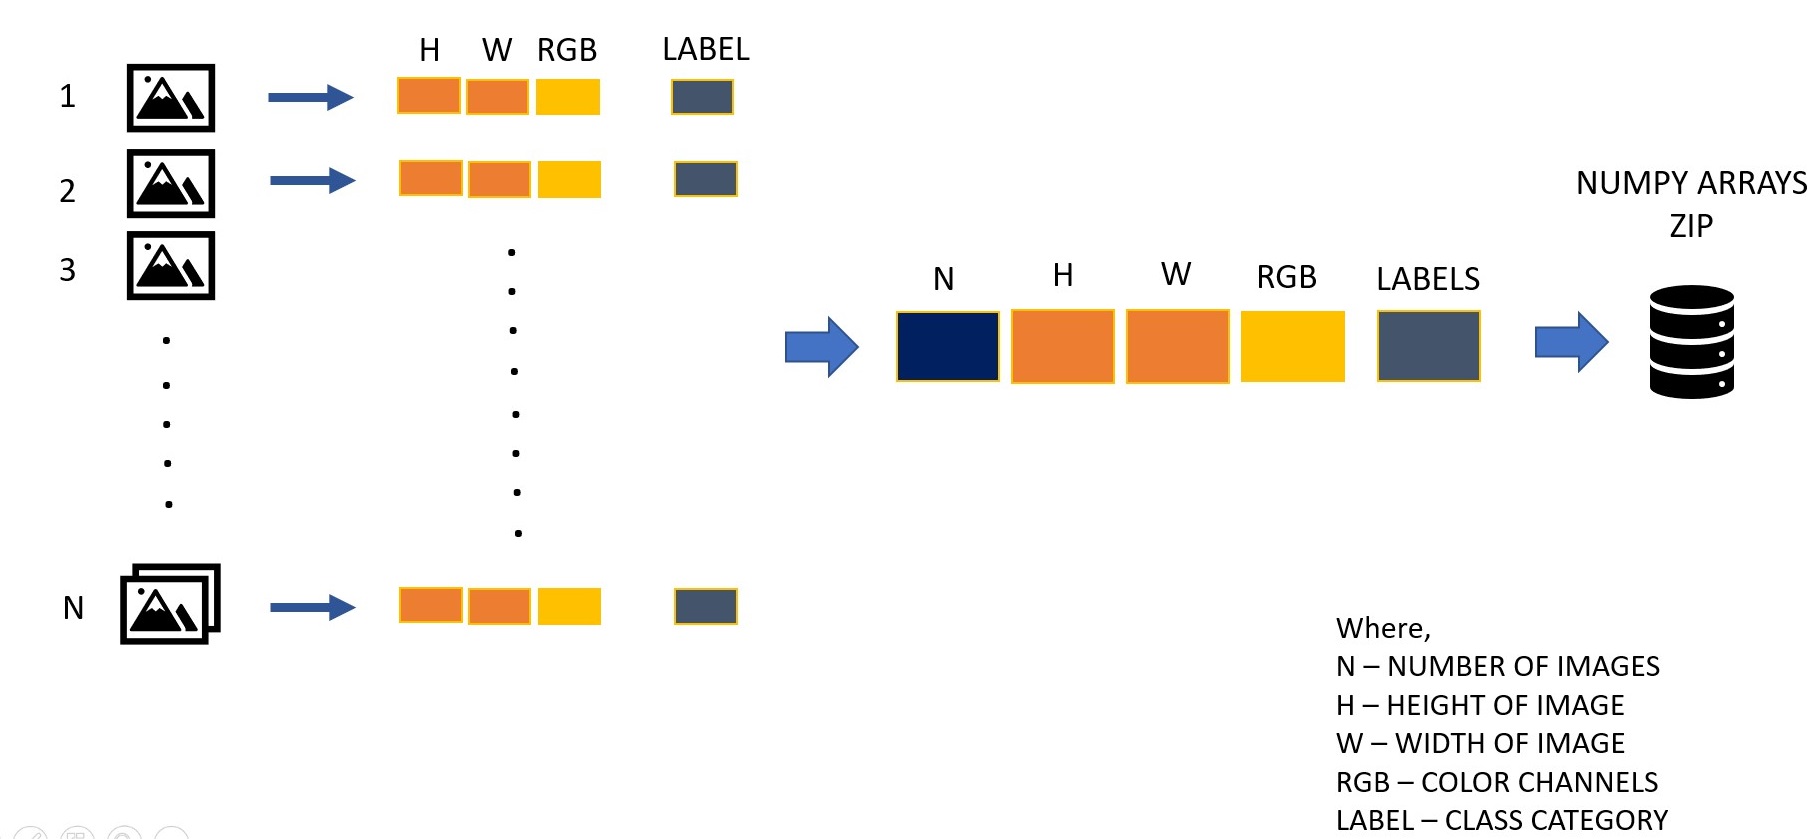 H W RGB LABEL
1
2
3
N
N H W RGB LABELS
NUMPY ARRAYS
ZIP
Where,
N – NUMBER OF IMAGES
H – HEIGHT OF IMAGE
W – WIDTH OF IMAGE
RGB – COLOR CHANNELS
LABEL – CLASS CATEGORY